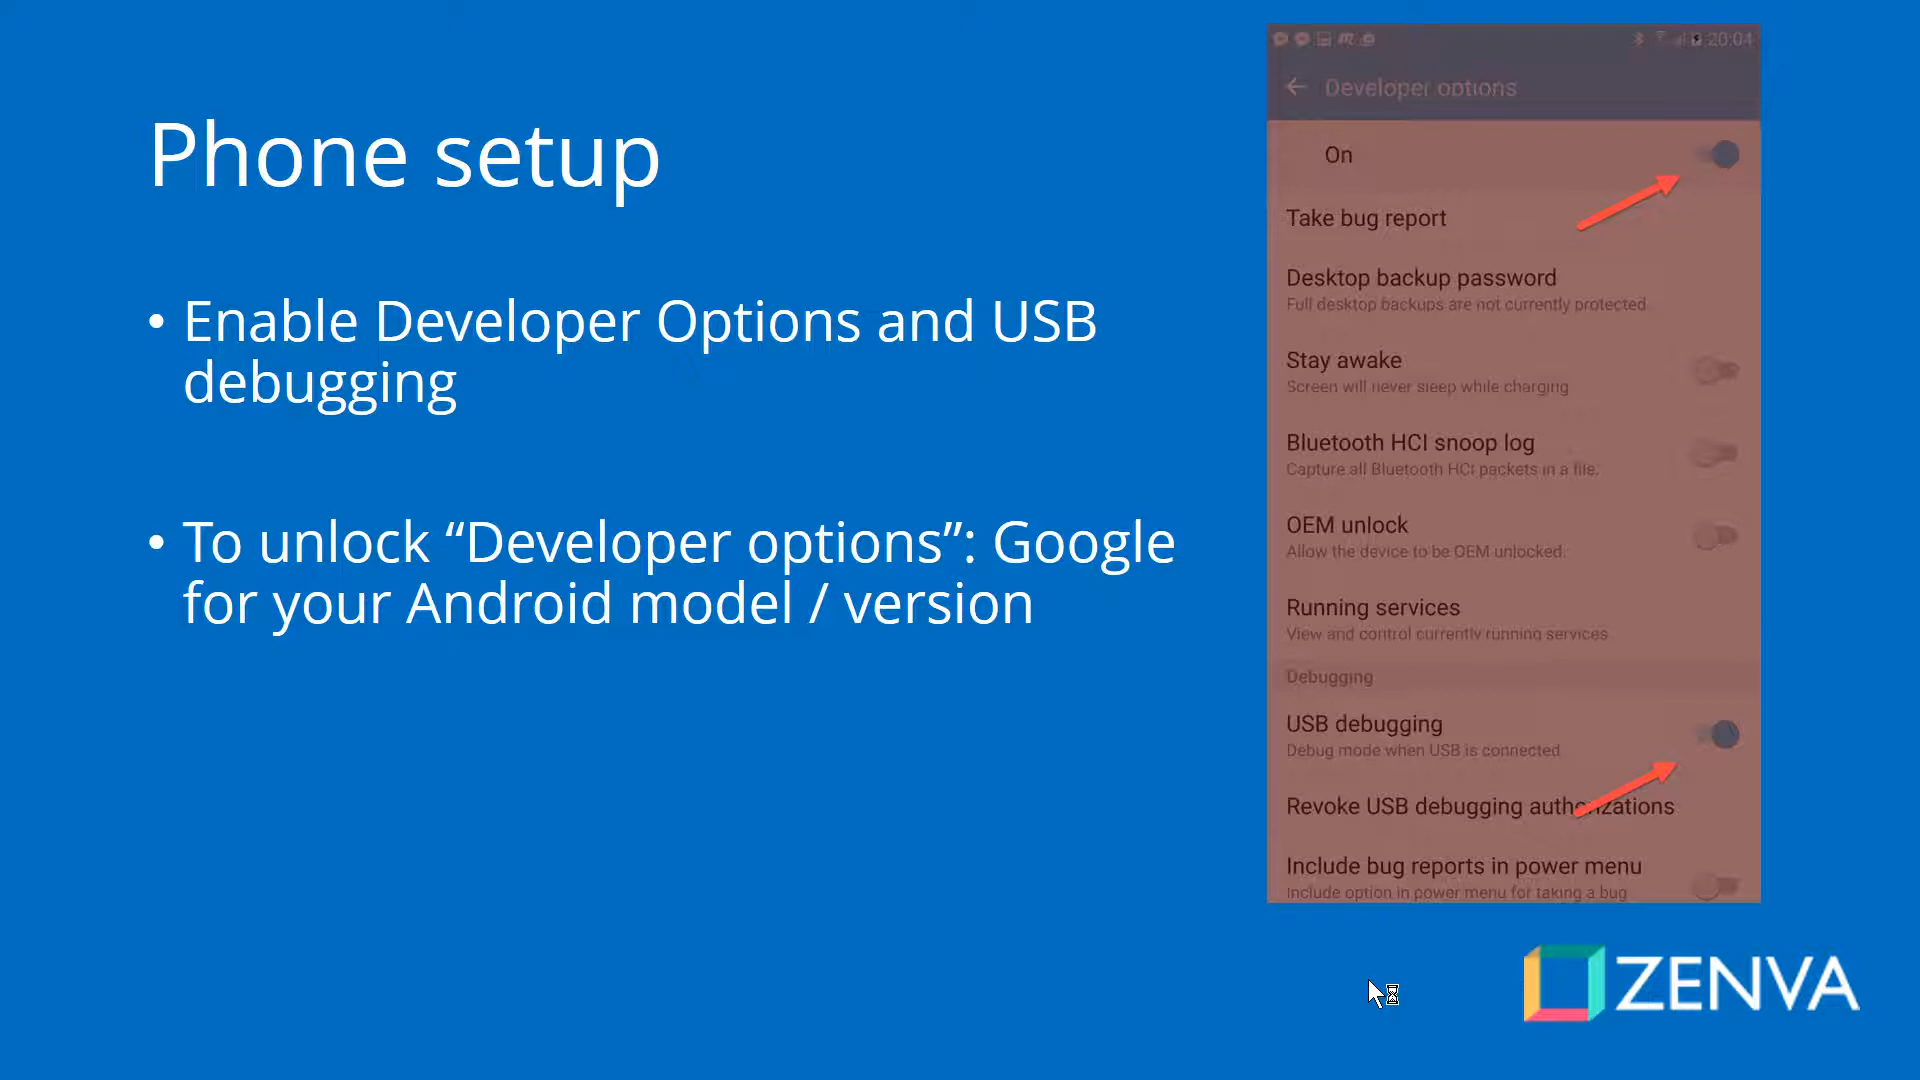 Phone setup
• Enable Developer Options and USB
debugging
• To unlock “Developer options”: Google
for your Android model / version
20:04
Developer options
On
Take bug report
Desktop backup password
Full desktop backups are not currently protected.
Stay awake
Screen will never sleep while charging
Bluetooth HCI snoop log
Capture all Bluetooth HCI packets in a file.
OEM unlock
Allow the device to be OEM unlocked.
Running services
View and control currently running services
Debugging
USB debugging
Debug mode when USB is connected
Revoke USB debugging authorizations
Include bug reports in power menu
Include option in power menu for taking a bug
ZENVA